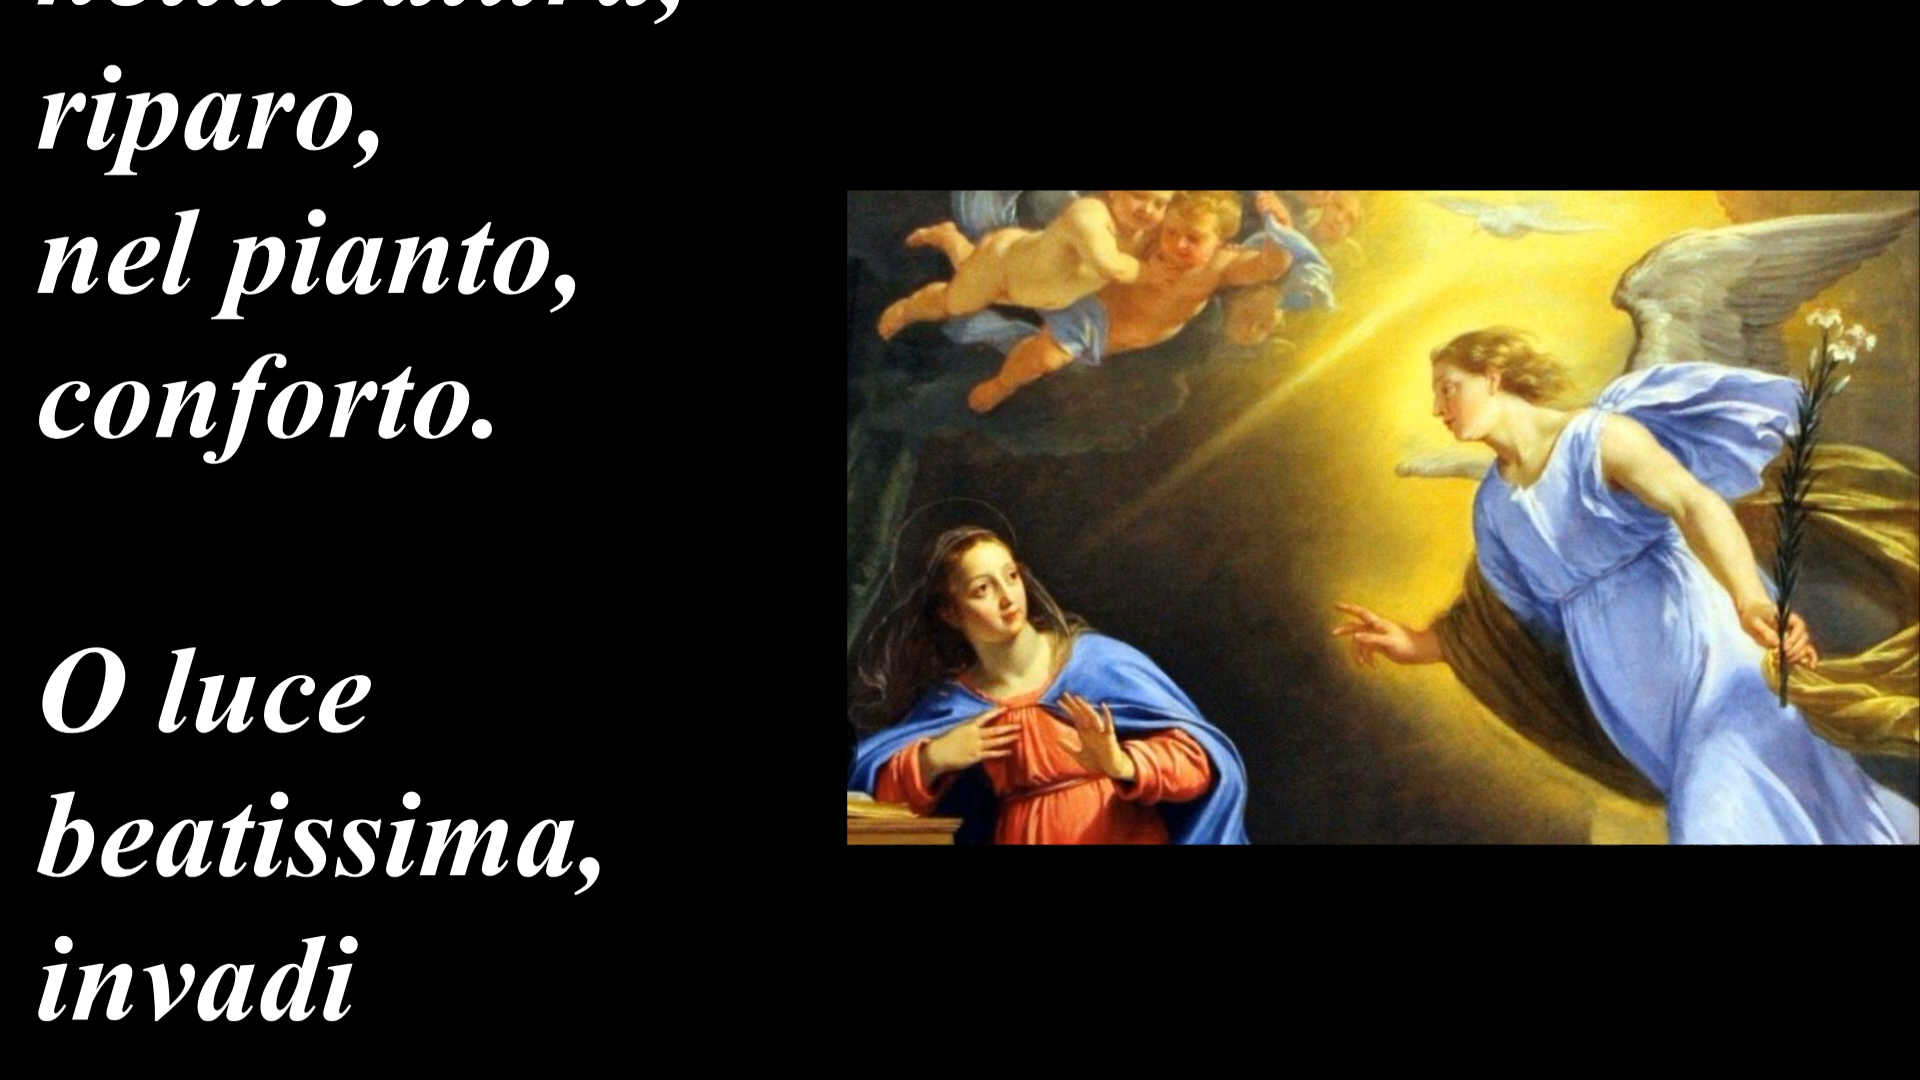 riparo,
nel pianto,
conforto.
O luce
beatissima,
invadi